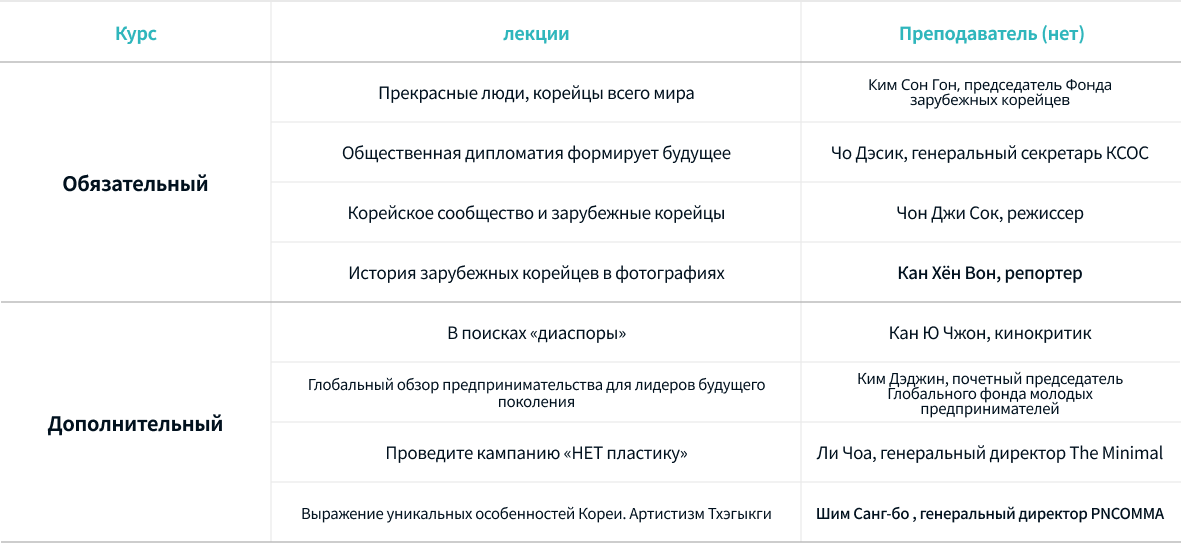 Курс
лекции
Преподаватель (нет)
Обязательный
Прекрасные люди, корейцы всего мира
Ким Сон Гон, председатель Фонда
зарубежных корейцев
Общественная дипломатия формирует будущее
Чо Дэсик, генеральный секретарь КСОС
Корейское сообщество и зарубежные корейцы
Чон Джи Сок, режиссер
История зарубежных корейцев в фотографиях
Кан Хён Вон, репортер
Дополнительный
В поисках «диаспоры»
Кан Ю Чжон, кинокритик
Глобальный обзор предпринимательства для лидеров будущего
поколения
Ким Дэджин, почетный председатель
Глобального фонда молодых
предпринимателей
Проведите кампанию «НЕТ пластику»
Ли Чоа, генеральный директор The Minimal
Выражение уникальных особенностей Кореи. Артистизм Тхэгыкги
Шим Санг-бо , генеральный директор PNCOMMA